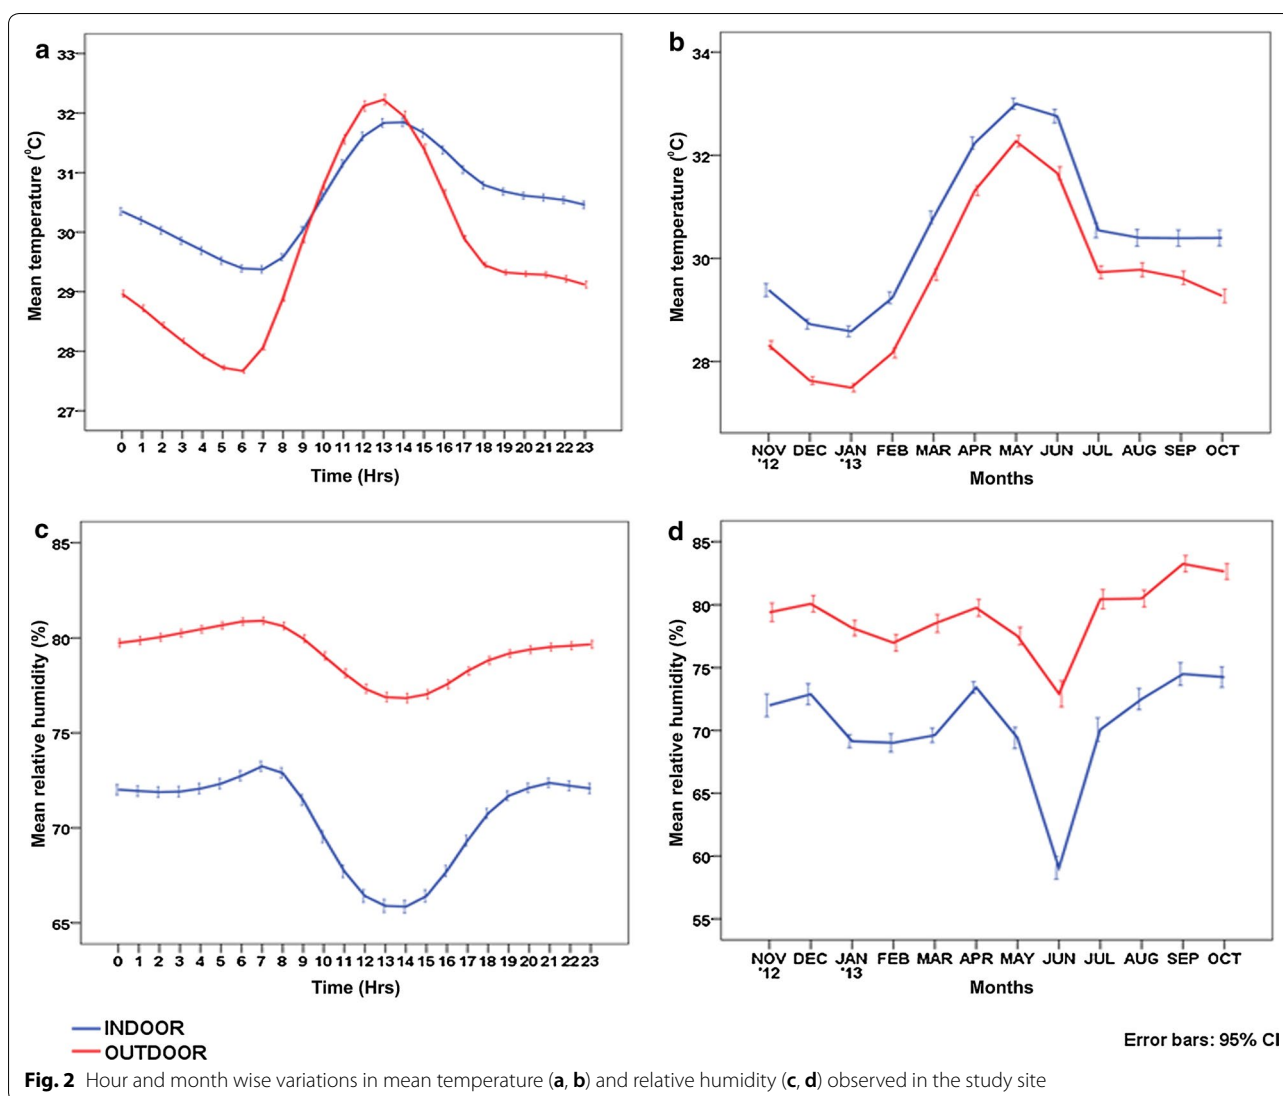 a
33
32
31
30
29
28
27
Mean temperature (⁰C)
0 1 2 3 4 5 6 7 8 9 10 11 12 13 14 15 16 17 18 19 20 21 22 23
Time (Hrs)
b
34
32
30
28
Mean temperature (⁰C)
NOV DEC JAN FEB MAR APR MAY JUN JUL AUG SEP OCT
'12 '13
Months
c
85
80
75
70
65
Mean relative humidity (%)
0 1 2 3 4 5 6 7 8 9 10 11 12 13 14 15 16 17 18 19 20 21 22 23
Time (Hrs)
d
85
80
75
70
65
60
55
Mean relative humidity (%)
NOV DEC JAN FEB MAR APR MAY JUN JUL AUG SEP OCT
'12 '13
Months
INDOOR
OUTDOOR
Error bars: 95% CI
Fig. 2 Hour and month wise variations in mean temperature (a, b) and relative humidity (c, d) observed in the study site